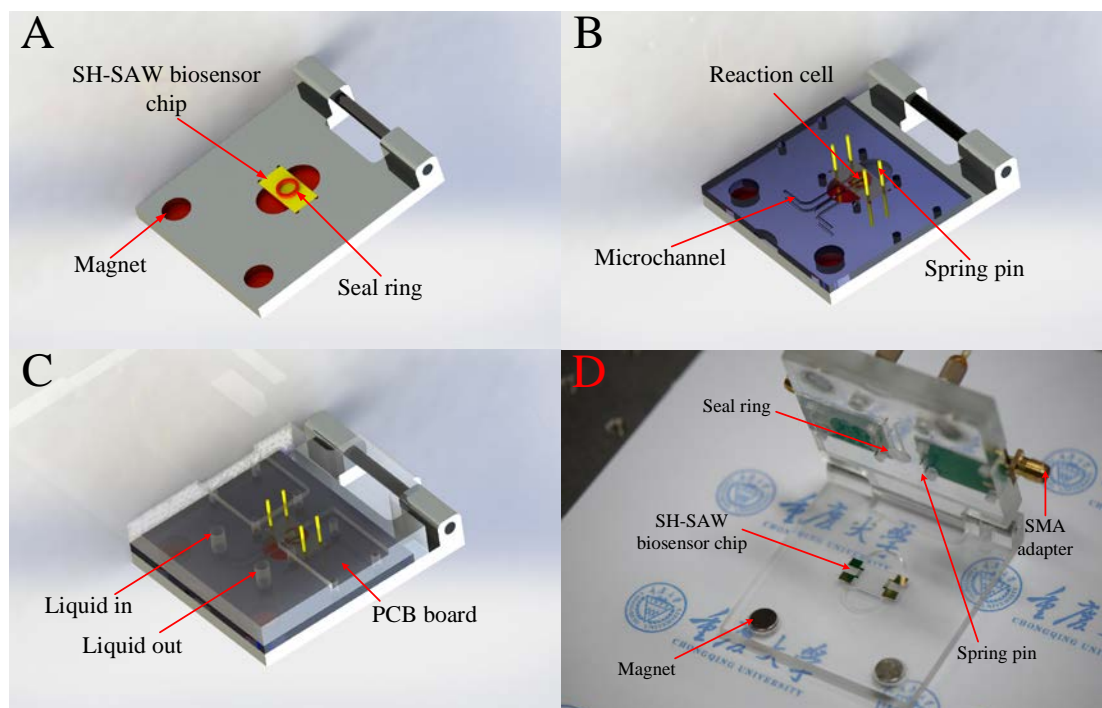 A
SH-SAW biosensor
chip
Magnet
Seal ring
B
Reaction cell
Microchannel
Spring pin
C
Liquid in
Liquid out
PCB board
D
Seal ring
SH-SAW
biosensor chip
SMA
adapter
Magnet
Spring pin
重庆大学
CHONGQING UNIVERSITY